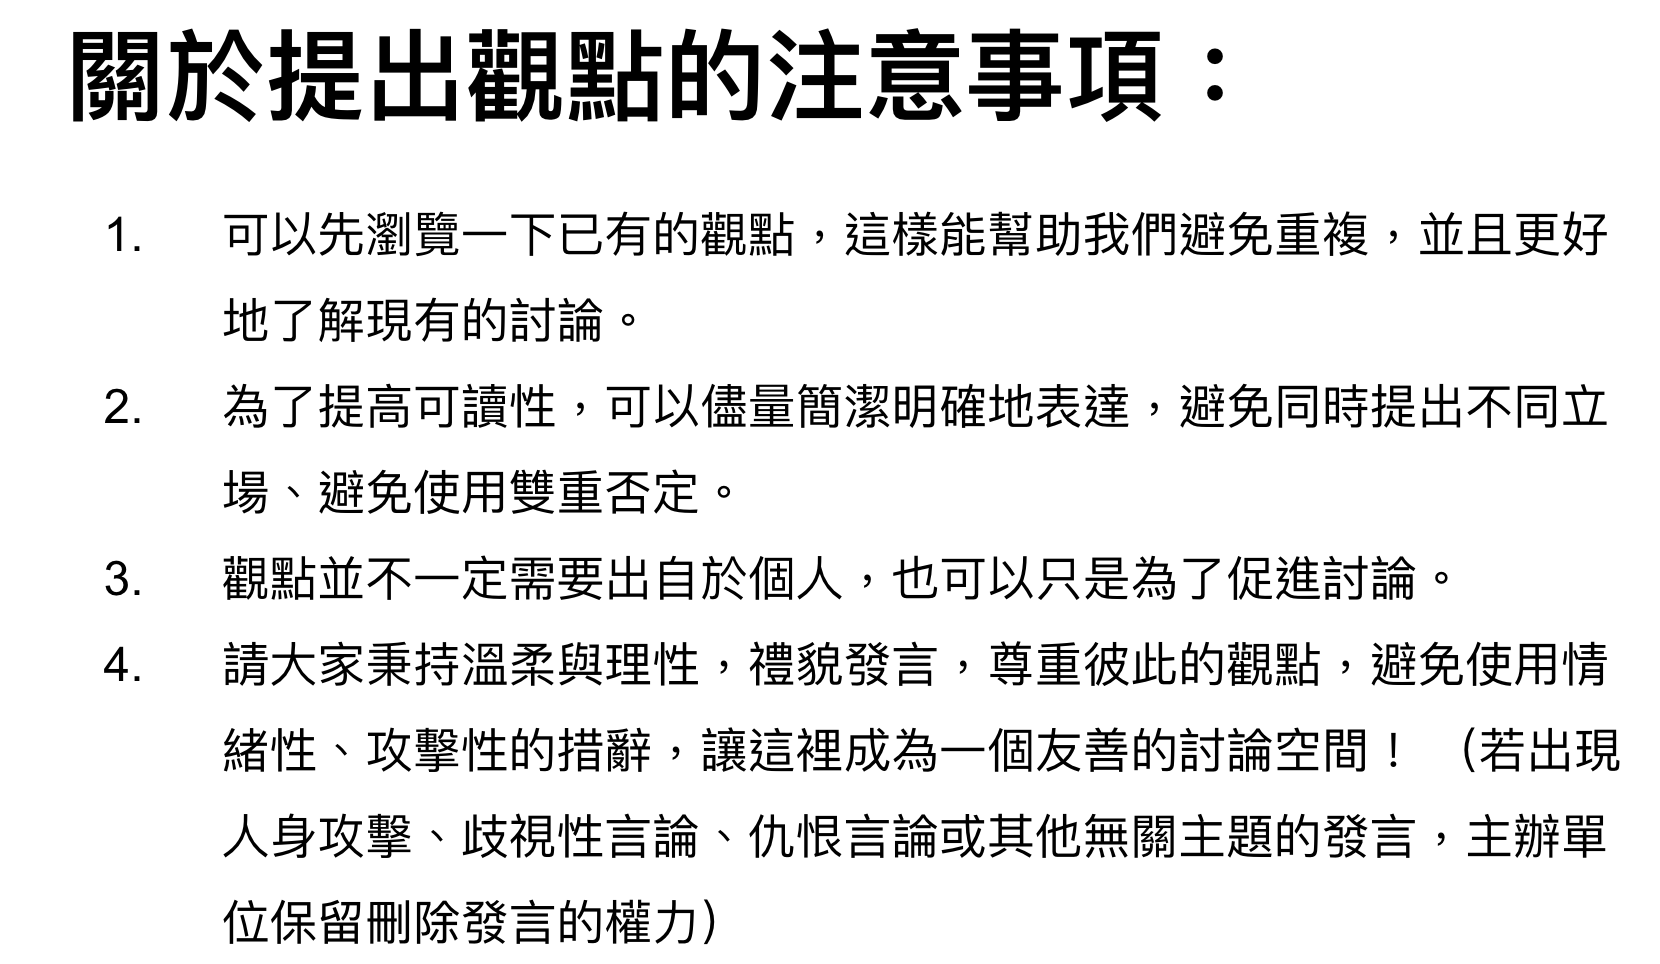 關於提出觀點的注意事項：
1. 可以先瀏覽一下已有的觀點，這樣能幫助我們避免重複，並且更好
地了解現有的討論。
2. 為了提高可讀性，可以儘量簡潔明確地表達，避免同時提出不同立
場、避免使用雙重否定。
3. 觀點並不一定需要出自於個人，也可以只是為了促進討論。
4. 請大家秉持溫柔與理性，禮貌發言，尊重彼此的觀點，避免使用情
緒性、攻擊性的措辭，讓這裡成為一個友善的討論空間！（若出現
人身攻擊、歧視性言論、仇恨言論或其他無關主題的發言，主辦單
位保留刪除發言的權力）